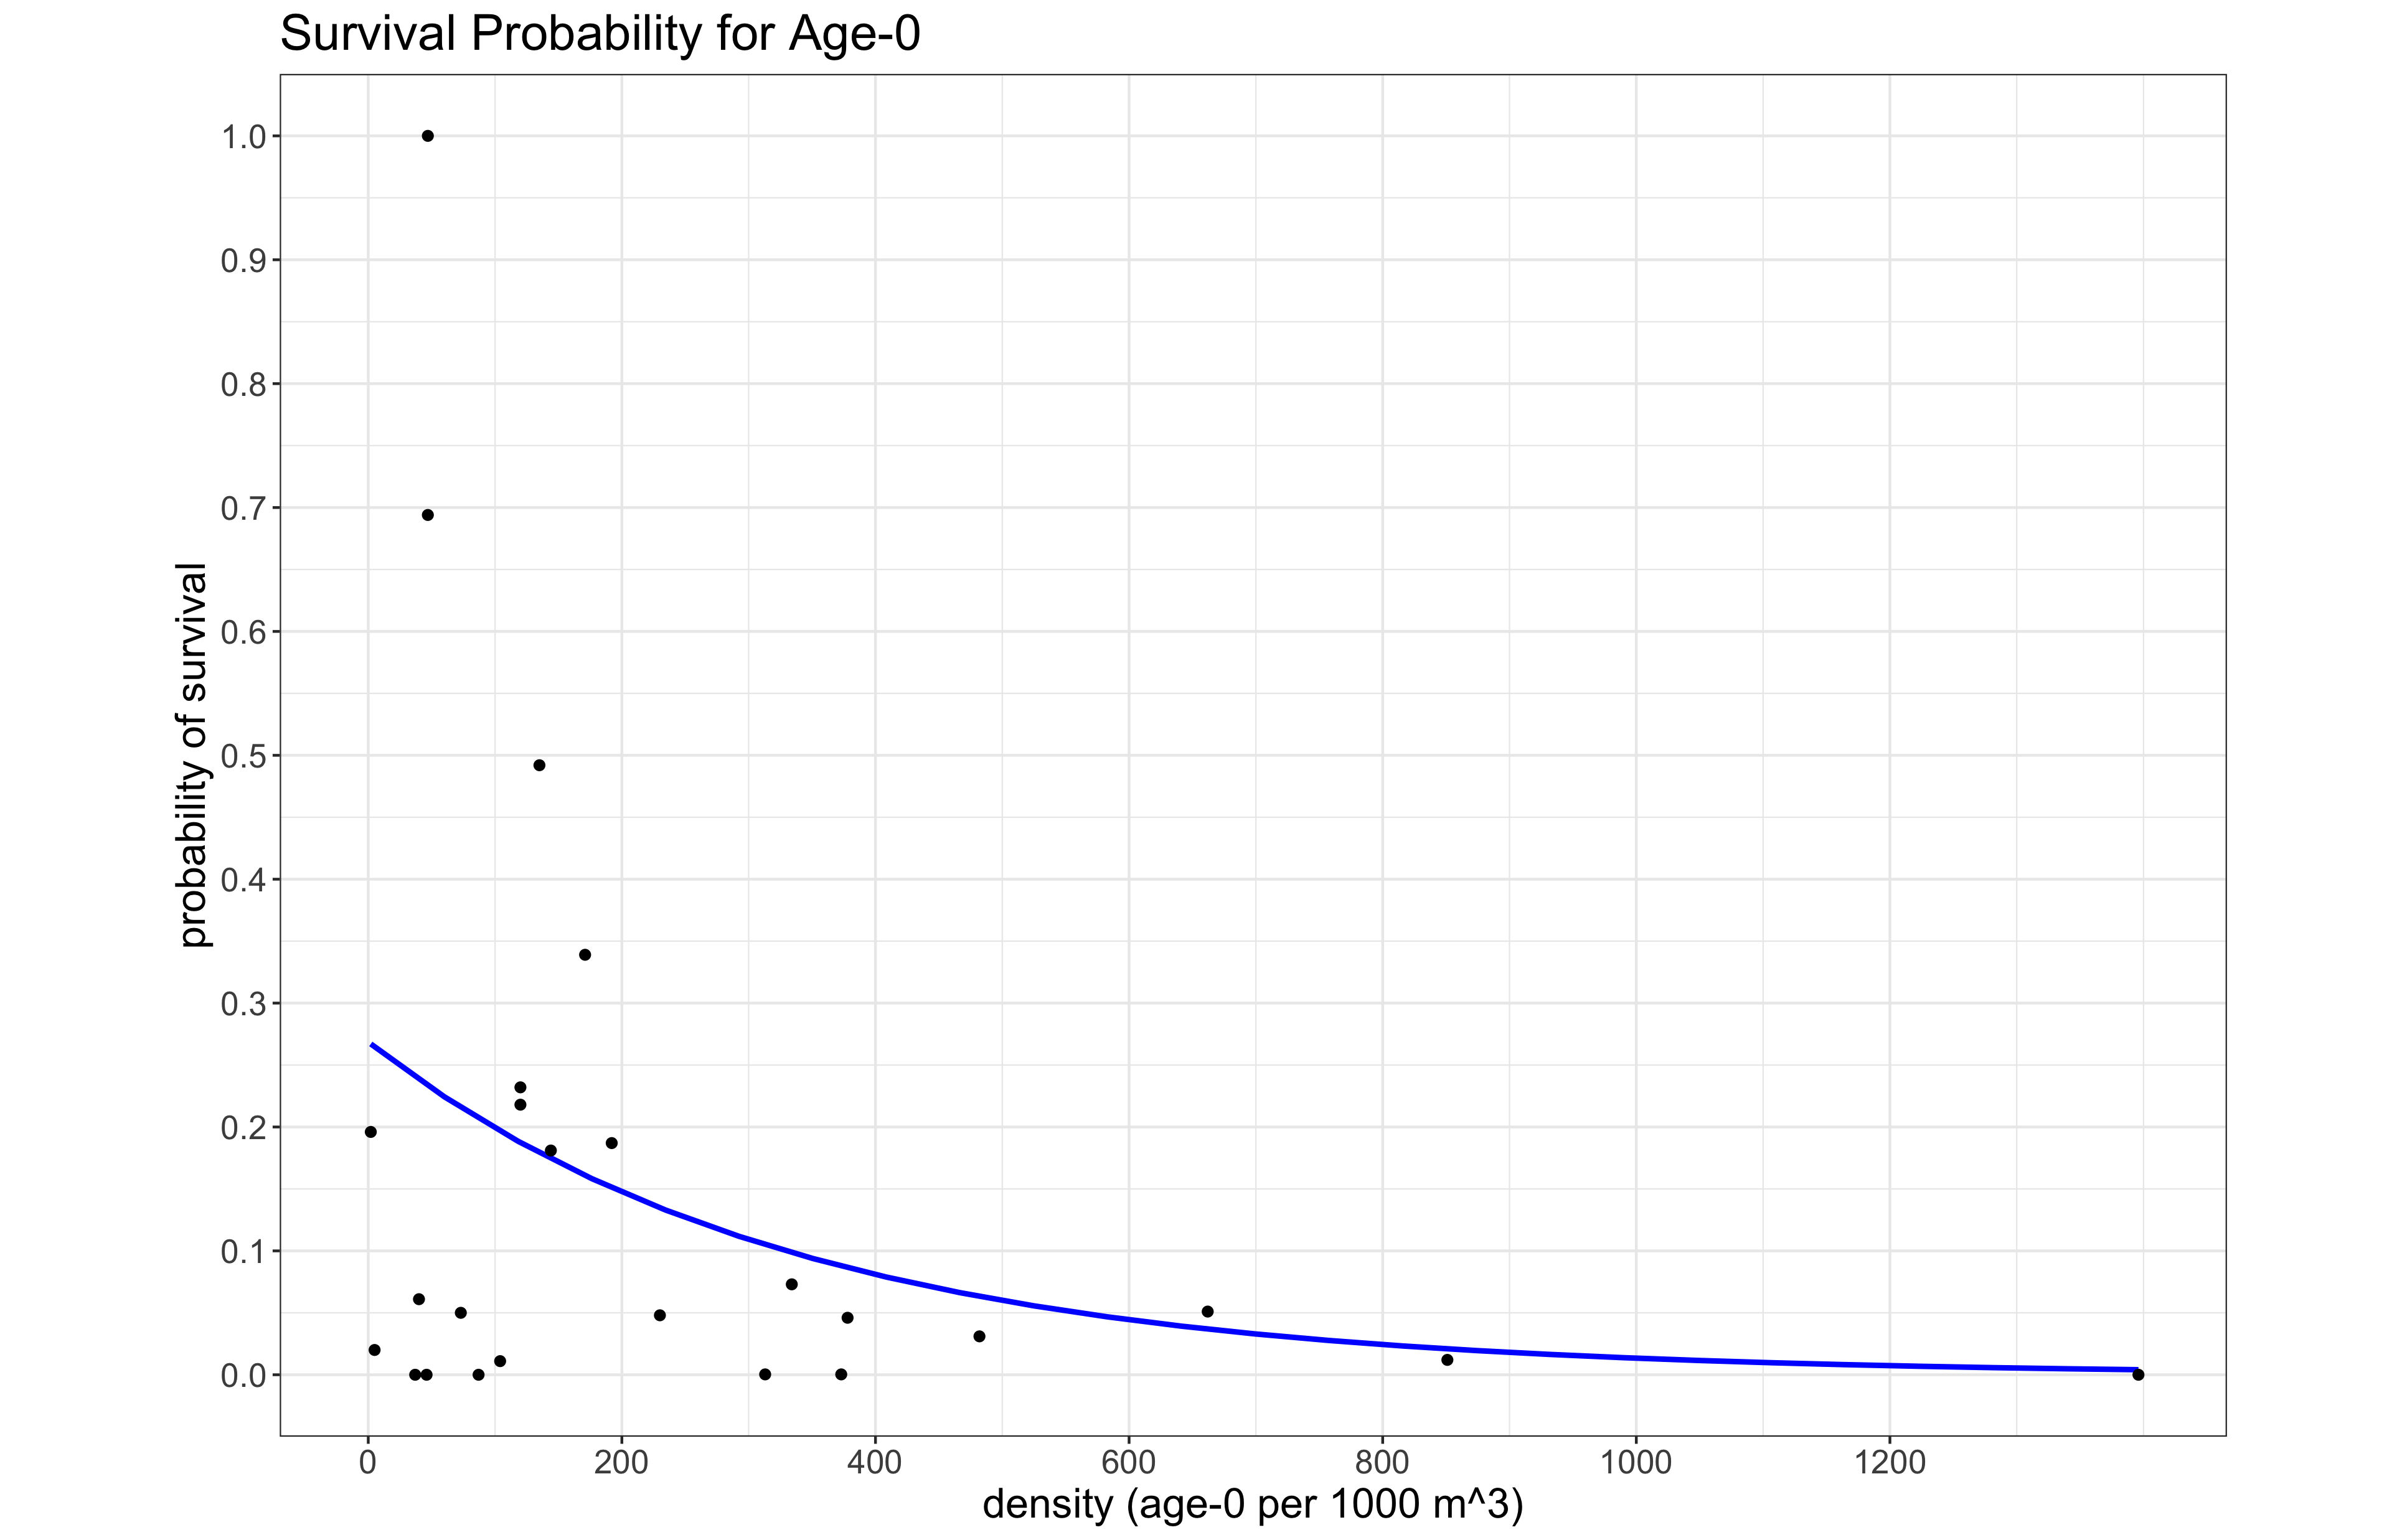 Survival Probability for Age-0
probability of survival
1.0
0.9
0.8
0.7
0.6
0.5
0.4
0.3
0.2
0.1
0.0
0 200 400 600 800 1000 1200
density (age-0 per 1000 m^3)